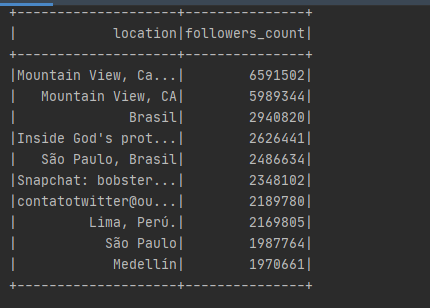 +--------------------+---------------+
|            location|followers_count|
+--------------------+---------------+
|Mountain View, Ca...|        6591502|
|   Mountain View, CA|        5989344|
|              Brasil|        2940820|
|Inside God's prot...|        2626441|
|   São Paulo, Brasil|        2486634|
|Snapchat: bobster...|        2348102|
|contatotwitter@ou...|        2189780|
|         Lima, Perú.|        2169805|
|           São Paulo|        1987764|
|            Medellín|        1970661|
+--------------------+---------------+